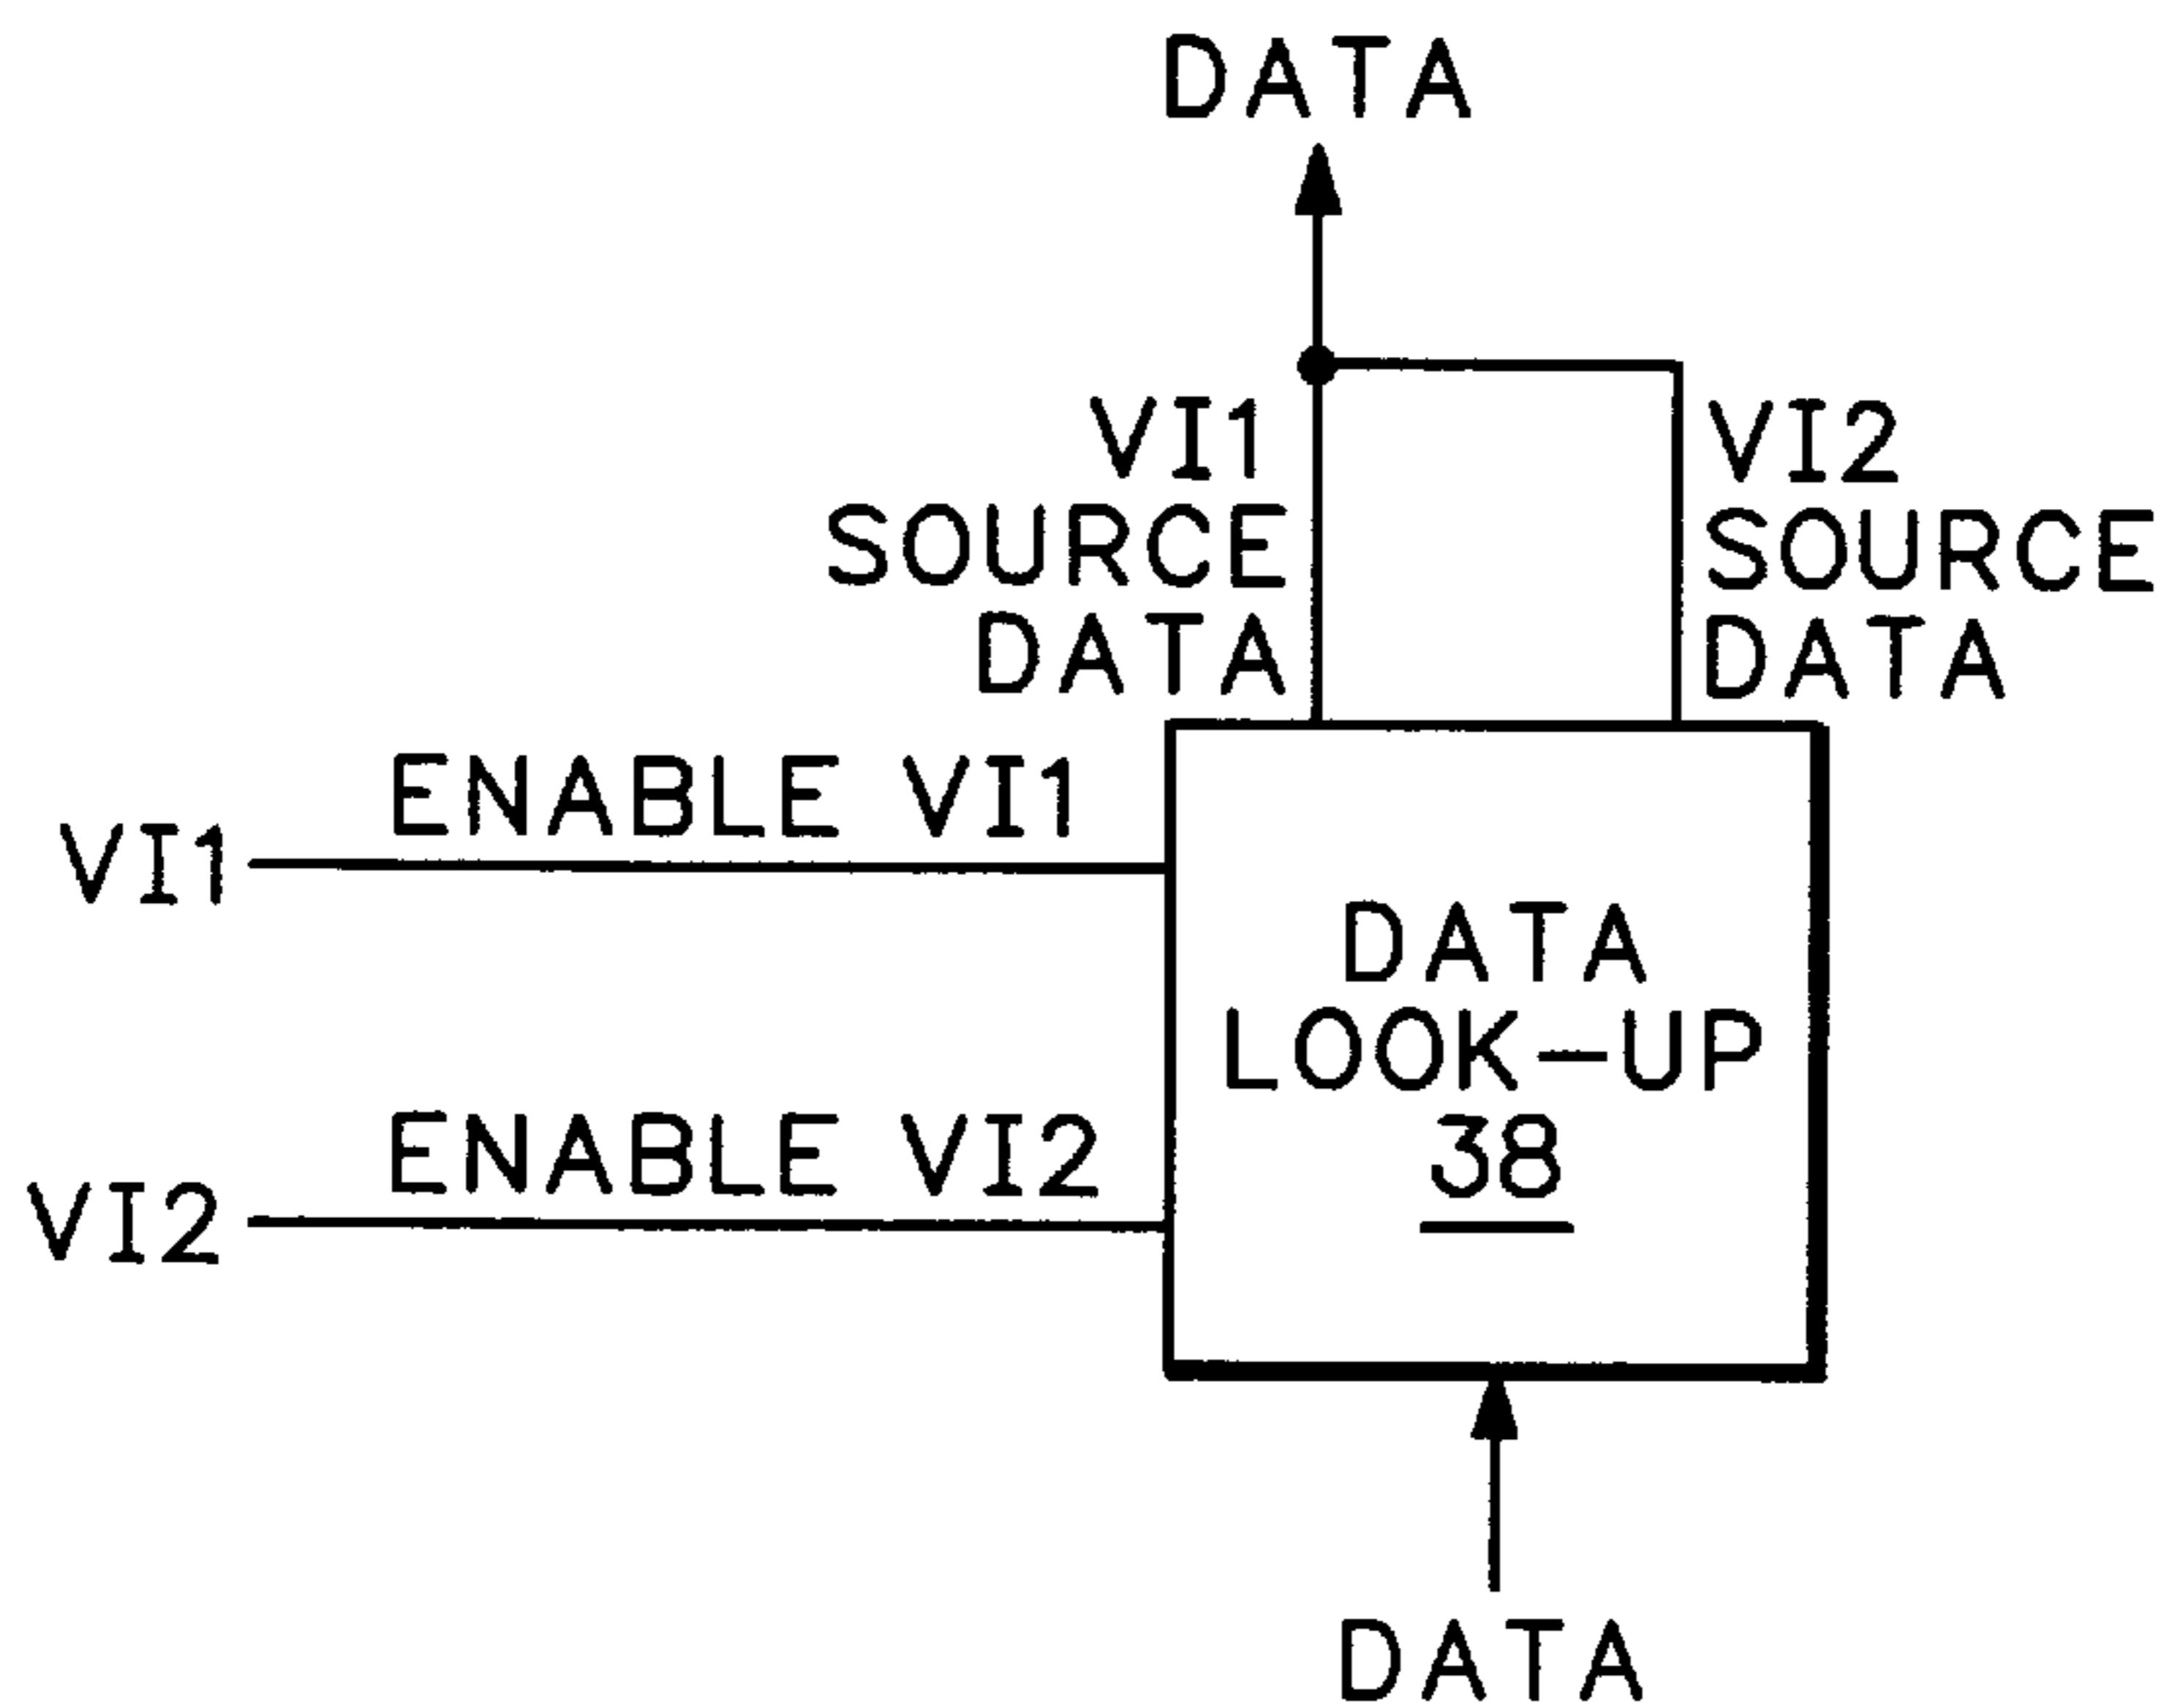 DATA
VI1
SOURCE
DATA
VI2
SOURCE
DATA
ENABLE VI1
VI1
DATA
LOOK-UP
38
ENABLE VI2
VI2
DATA